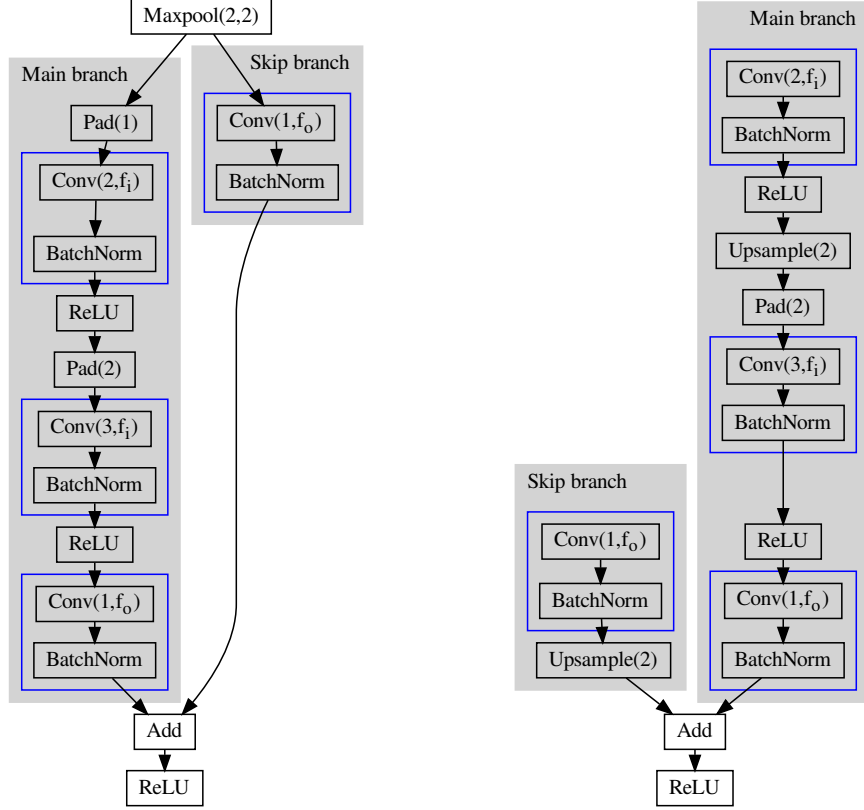 Maxpool(2,2)
Main branch
Pad(1)
Conv(2,fᵢ)
BatchNorm
ReLU
Pad(2)
Conv(3,fᵢ)
BatchNorm
ReLU
Conv(1,fₒ)
BatchNorm
Skip branch
Conv(1,fₒ)
BatchNorm
Add
ReLU
Main branch
Conv(2,fᵢ)
BatchNorm
ReLU
Upsample(2)
Pad(2)
Conv(3,fᵢ)
BatchNorm
ReLU
Conv(1,fₒ)
BatchNorm
Skip branch
Conv(1,fₒ)
BatchNorm
Upsample(2)
Add
ReLU